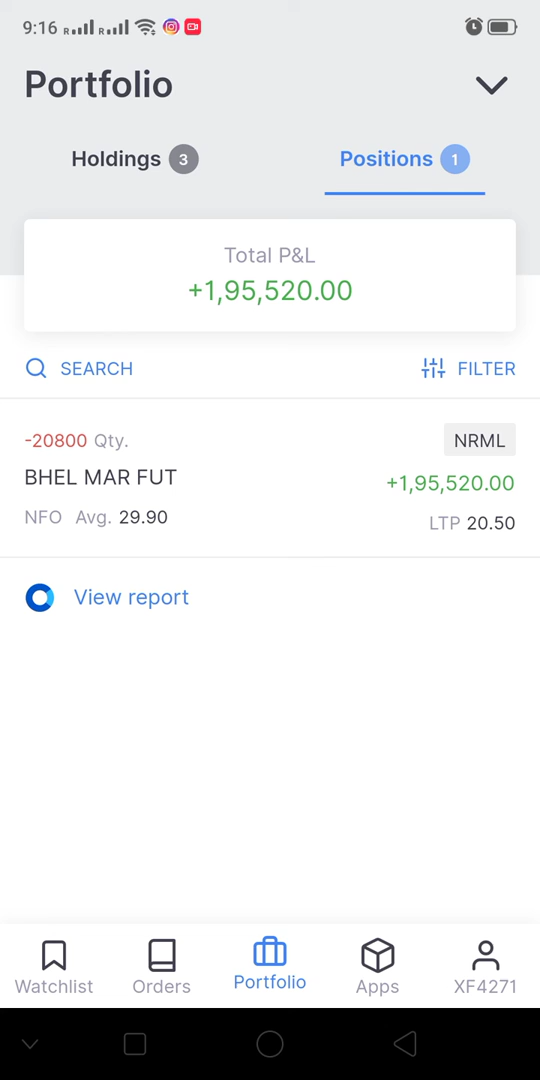 9:16
Portfolio
Holdings 3
Positions 1
Total P&L
+1,95,520.00
SEARCH
FILTER
-20800 Qty.
NRML
BHEL MAR FUT
+1,95,520.00
NFO Avg. 29.90
LTP 20.50
View report
Watchlist
Orders
Portfolio
Apps
XF4271